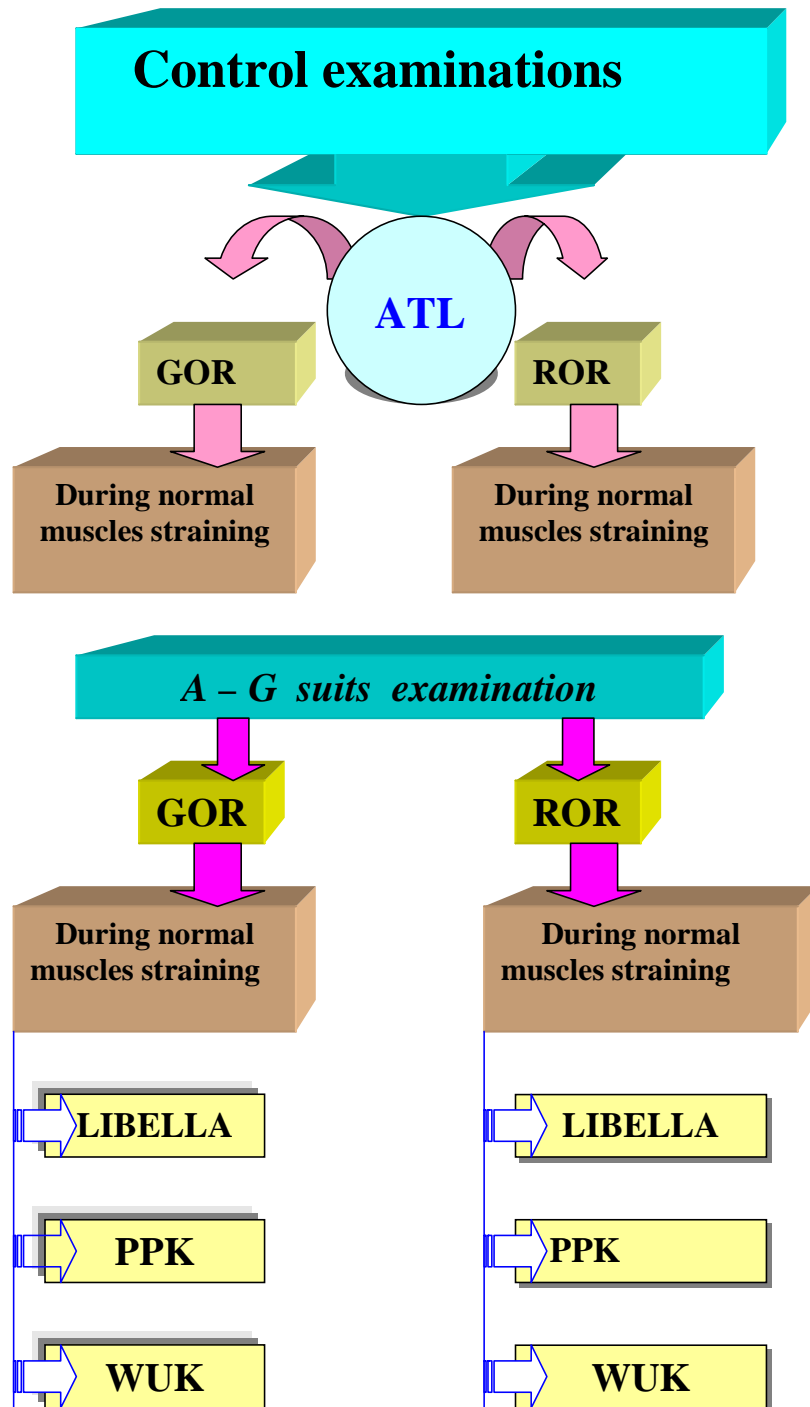 Control examinations
ATL
GOR
ROR
During normal
muscles straining
During normal
muscles straining
A – G suits examination
GOR
ROR
During normal
muscles straining
During normal
muscles straining
LIBELLA
LIBELLA
PPK
PPK
WUK
WUK